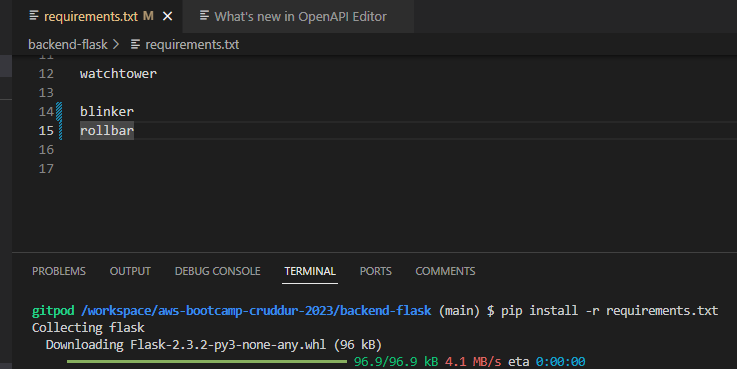 requirements.txt M
What's new in OpenAPI Editor
backend-flask > requirements.txt
11
12 watchtower
13
14 blinker
15 rollbar
16
17
PROBLEMS OUTPUT DEBUG CONSOLE TERMINAL PORTS COMMENTS
gitpod /workspace/aws-bootcamp-cruddur-2023/backend-flask (main) $ pip install -r requirements.txt
Collecting flask
Downloading Flask-2.3.2-py3-none-any.whl (96 kB)
96.9/96.9 kB 4.1 MB/s eta 0:00:00